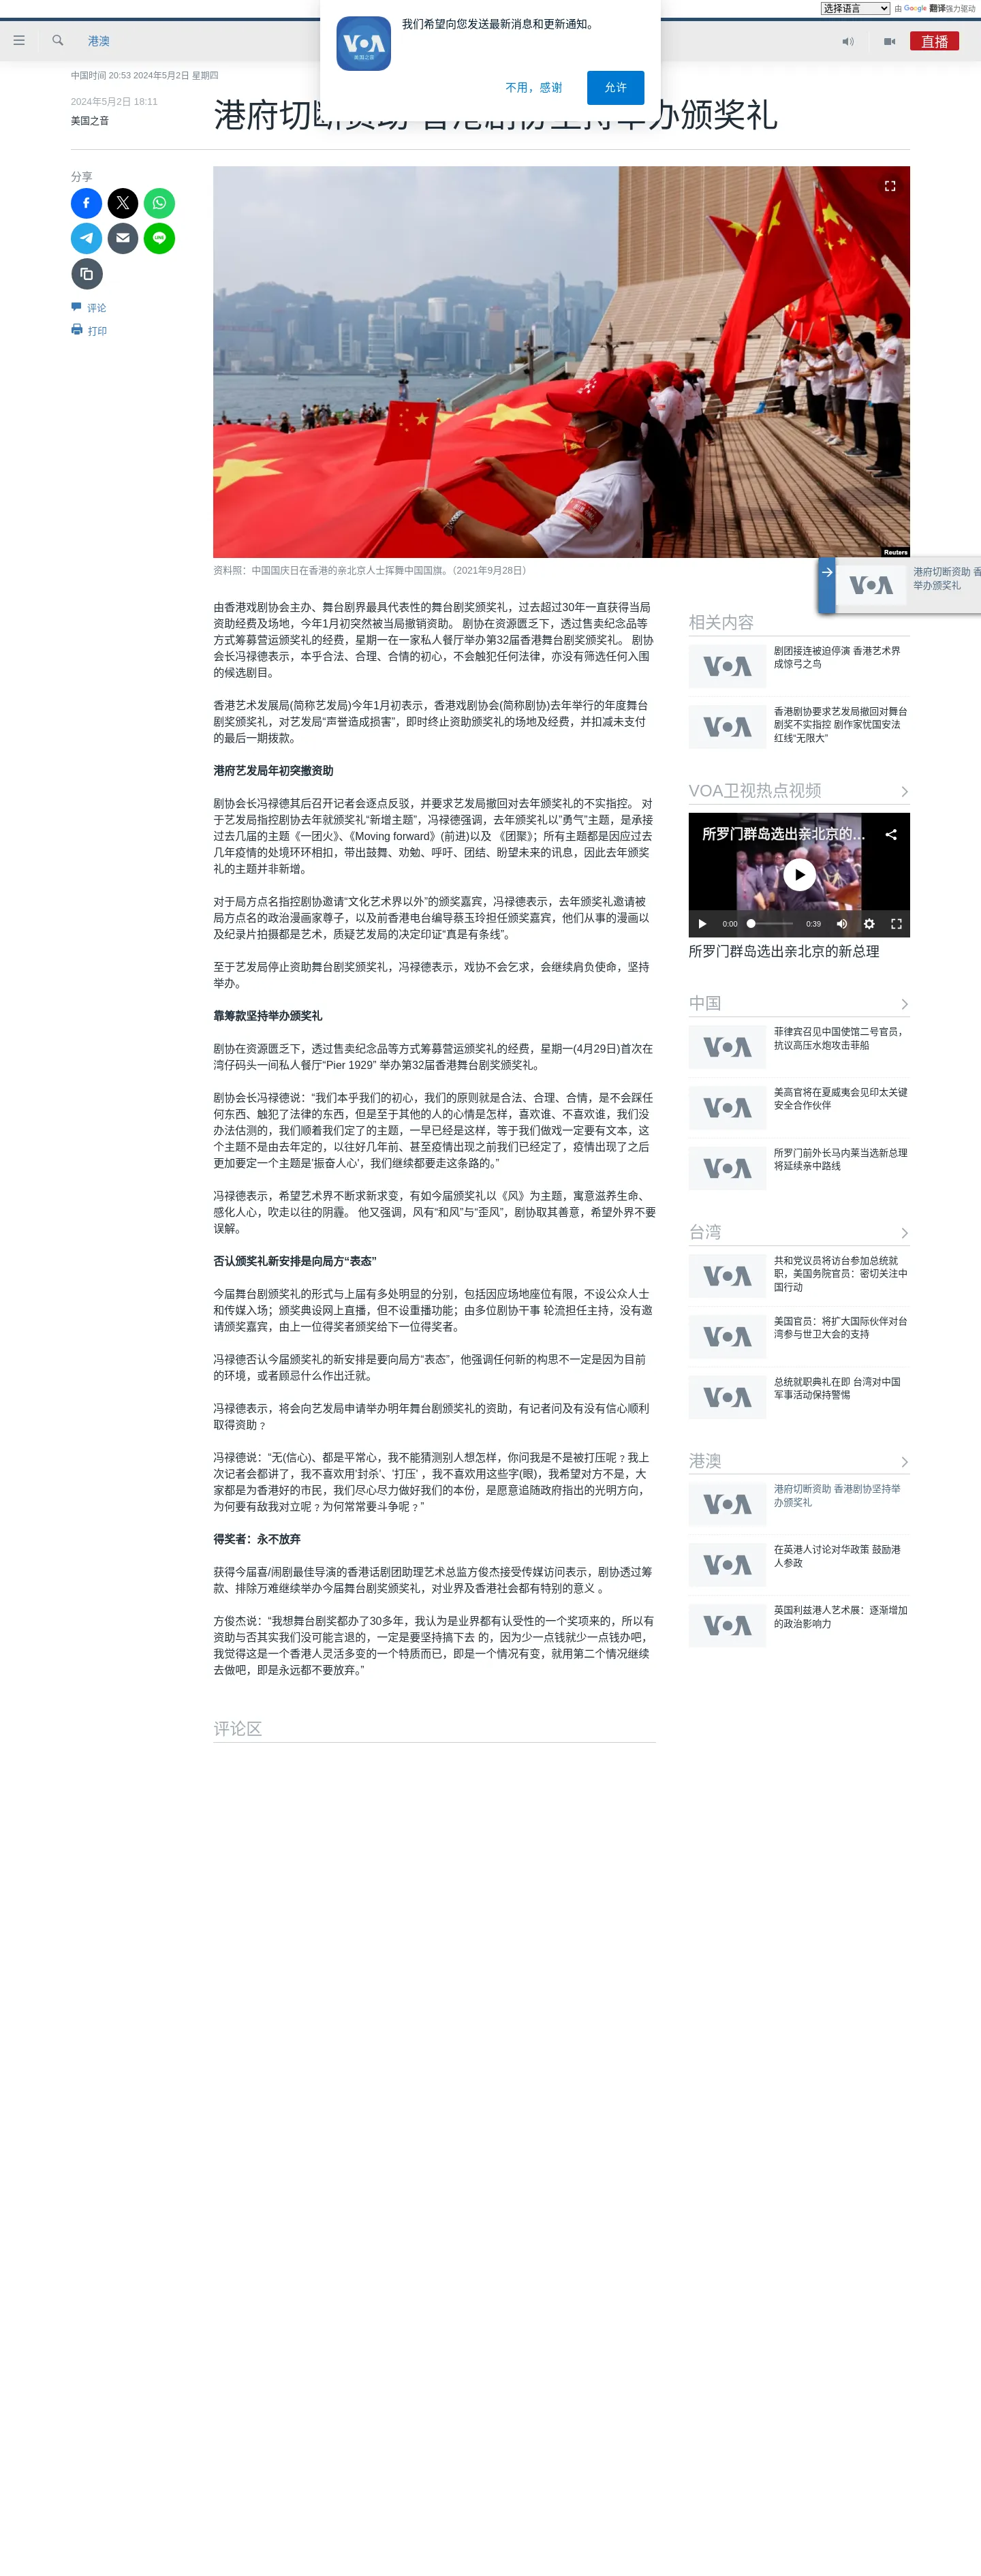 选择语言
由 Google 翻译强力驱动
VOA
美国之音
我们希望向您发送最新消息和更新通知。
不用，感谢
允许
港澳
直播
中国时间 20:53 2024年5月2日 星期四
2024年5月2日 18:11
美国之音
港府切断资助 香港剧协坚持举办颁奖礼
分享
LINE
评论
打印
Reuters
资料照：中国国庆日在香港的亲北京人士挥舞中国国旗。（2021年9月28日）
由香港戏剧协会主办、舞台剧界最具代表性的舞台剧奖颁奖礼，过去超过30年一直获得当局
资助经费及场地，今年1月初突然被当局撤销资助。 剧协在资源匮乏下，透过售卖纪念品等
方式筹募营运颁奖礼的经费，星期一在一家私人餐厅举办第32届香港舞台剧奖颁奖礼。 剧协
会长冯禄德表示，本乎合法、合理、合情的初心，不会触犯任何法律，亦没有筛选任何入围
的候选剧目。
香港艺术发展局(简称艺发局)今年1月初表示，香港戏剧协会(简称剧协)去年举行的年度舞台
剧奖颁奖礼，对艺发局“声誉造成损害”，即时终止资助颁奖礼的场地及经费，并扣减未支付
的最后一期拨款。
港府艺发局年初突撤资助
剧协会长冯禄德其后召开记者会逐点反驳，并要求艺发局撤回对去年颁奖礼的不实指控。 对
于艺发局指控剧协去年就颁奖礼“新增主题”，冯禄德强调，去年颁奖礼以”勇气”主题，是承接
过去几届的主题《一团火》、《Moving forward》(前进)以及 《团聚》；所有主题都是因应过去
几年疫情的处境环环相扣，带出鼓舞、劝勉、呼吁、团结、盼望未来的讯息，因此去年颁奖
礼的主题并非新增。
对于局方点名指控剧协邀请“文化艺术界以外”的颁奖嘉宾，冯禄德表示，去年颁奖礼邀请被
局方点名的政治漫画家尊子，以及前香港电台编导蔡玉玲担任颁奖嘉宾，他们从事的漫画以
及纪录片拍摄都是艺术，质疑艺发局的决定印证“真是有条线”。
至于艺发局停止资助舞台剧奖颁奖礼，冯禄德表示，戏协不会乞求，会继续肩负使命，坚持
举办。
靠筹款坚持举办颁奖礼
剧协在资源匮乏下，透过售卖纪念品等方式筹募营运颁奖礼的经费，星期一(4月29日)首次在
湾仔码头一间私人餐厅“Pier 1929” 举办第32届香港舞台剧奖颁奖礼。
剧协会长冯禄德说：“我们本乎我们的初心，我们的原则就是合法、合理、合情，是不会踩任
何东西、触犯了法律的东西，但是至于其他的人的心情是怎样，喜欢谁、不喜欢谁，我们没
办法估测的，我们顺着我们定了的主题，一早已经是这样，等于我们做戏一定要有文本，这
个主题不是由去年定的，以往好几年前、甚至疫情出现之前我们已经定了，疫情出现了之后
更加要定一个主题是‘振奋人心’，我们继续都要走这条路的。”
冯禄德表示，希望艺术界不断求新求变，有如今届颁奖礼以《风》为主题，寓意滋养生命、
感化人心，吹走以往的阴霾。 他又强调，风有“和风”与“歪风”，剧协取其善意，希望外界不要
误解。
否认颁奖礼新安排是向局方“表态”
今届舞台剧颁奖礼的形式与上届有多处明显的分别，包括因应场地座位有限，不设公众人士
和传媒入场；颁奖典设网上直播，但不设重播功能；由多位剧协干事 轮流担任主持，没有邀
请颁奖嘉宾，由上一位得奖者颁奖给下一位得奖者。
冯禄德否认今届颁奖礼的新安排是要向局方“表态”，他强调任何新的构思不一定是因为目前
的环境，或者顾忌什么作出迁就。
冯禄德表示，将会向艺发局申请举办明年舞台剧颁奖礼的资助，有记者问及有没有信心顺利
取得资助﹖
冯禄德说：“无(信心)、都是平常心，我不能猜测别人想怎样，你问我是不是被打压呢﹖我上
次记者会都讲了，我不喜欢用‘封杀’、‘打压’ ，我不喜欢用这些字(眼)，我希望对方不是，大
家都是为香港好的市民，我们尽心尽力做好我们的本份，是愿意追随政府指出的光明方向，
为何要有敌我对立呢﹖为何常常要斗争呢﹖”
得奖者：永不放弃
获得今届喜/闹剧最佳导演的香港话剧团助理艺术总监方俊杰接受传媒访问表示，剧协透过筹
款、排除万难继续举办今届舞台剧奖颁奖礼，对业界及香港社会都有特别的意义 。
方俊杰说：“我想舞台剧奖都办了30多年，我认为是业界都有认受性的一个奖项来的，所以有
资助与否其实我们没可能言退的，一定是要坚持搞下去 的，因为少一点钱就少一点钱办吧，
我觉得这是一个香港人灵活多变的一个特质而已，即是一个情况有变，就用第二个情况继续
去做吧，即是永远都不要放弃。”
评论区
VOA
港府切断资助 香
举办颁奖礼
相关内容
VOA
剧团接连被迫停演 香港艺术界
成惊弓之鸟
VOA
香港剧协要求艺发局撤回对舞台
剧奖不实指控 剧作家忧国安法
红线“无限大”
VOA卫视热点视频
所罗门群岛选出亲北京的...
0:00
0:39
所罗门群岛选出亲北京的新总理
中国
VOA
菲律宾召见中国使馆二号官员，
抗议高压水炮攻击菲船
VOA
美高官将在夏威夷会见印太关键
安全合作伙伴
VOA
所罗门前外长马内莱当选新总理
将延续亲中路线
台湾
VOA
共和党议员将访台参加总统就
职，美国务院官员：密切关注中
国行动
VOA
美国官员：将扩大国际伙伴对台
湾参与世卫大会的支持
VOA
总统就职典礼在即 台湾对中国
军事活动保持警惕
港澳
VOA
港府切断资助 香港剧协坚持举
办颁奖礼
VOA
在英港人讨论对华政策 鼓励港
人参政
VOA
英国利兹港人艺术展：逐渐增加
的政治影响力